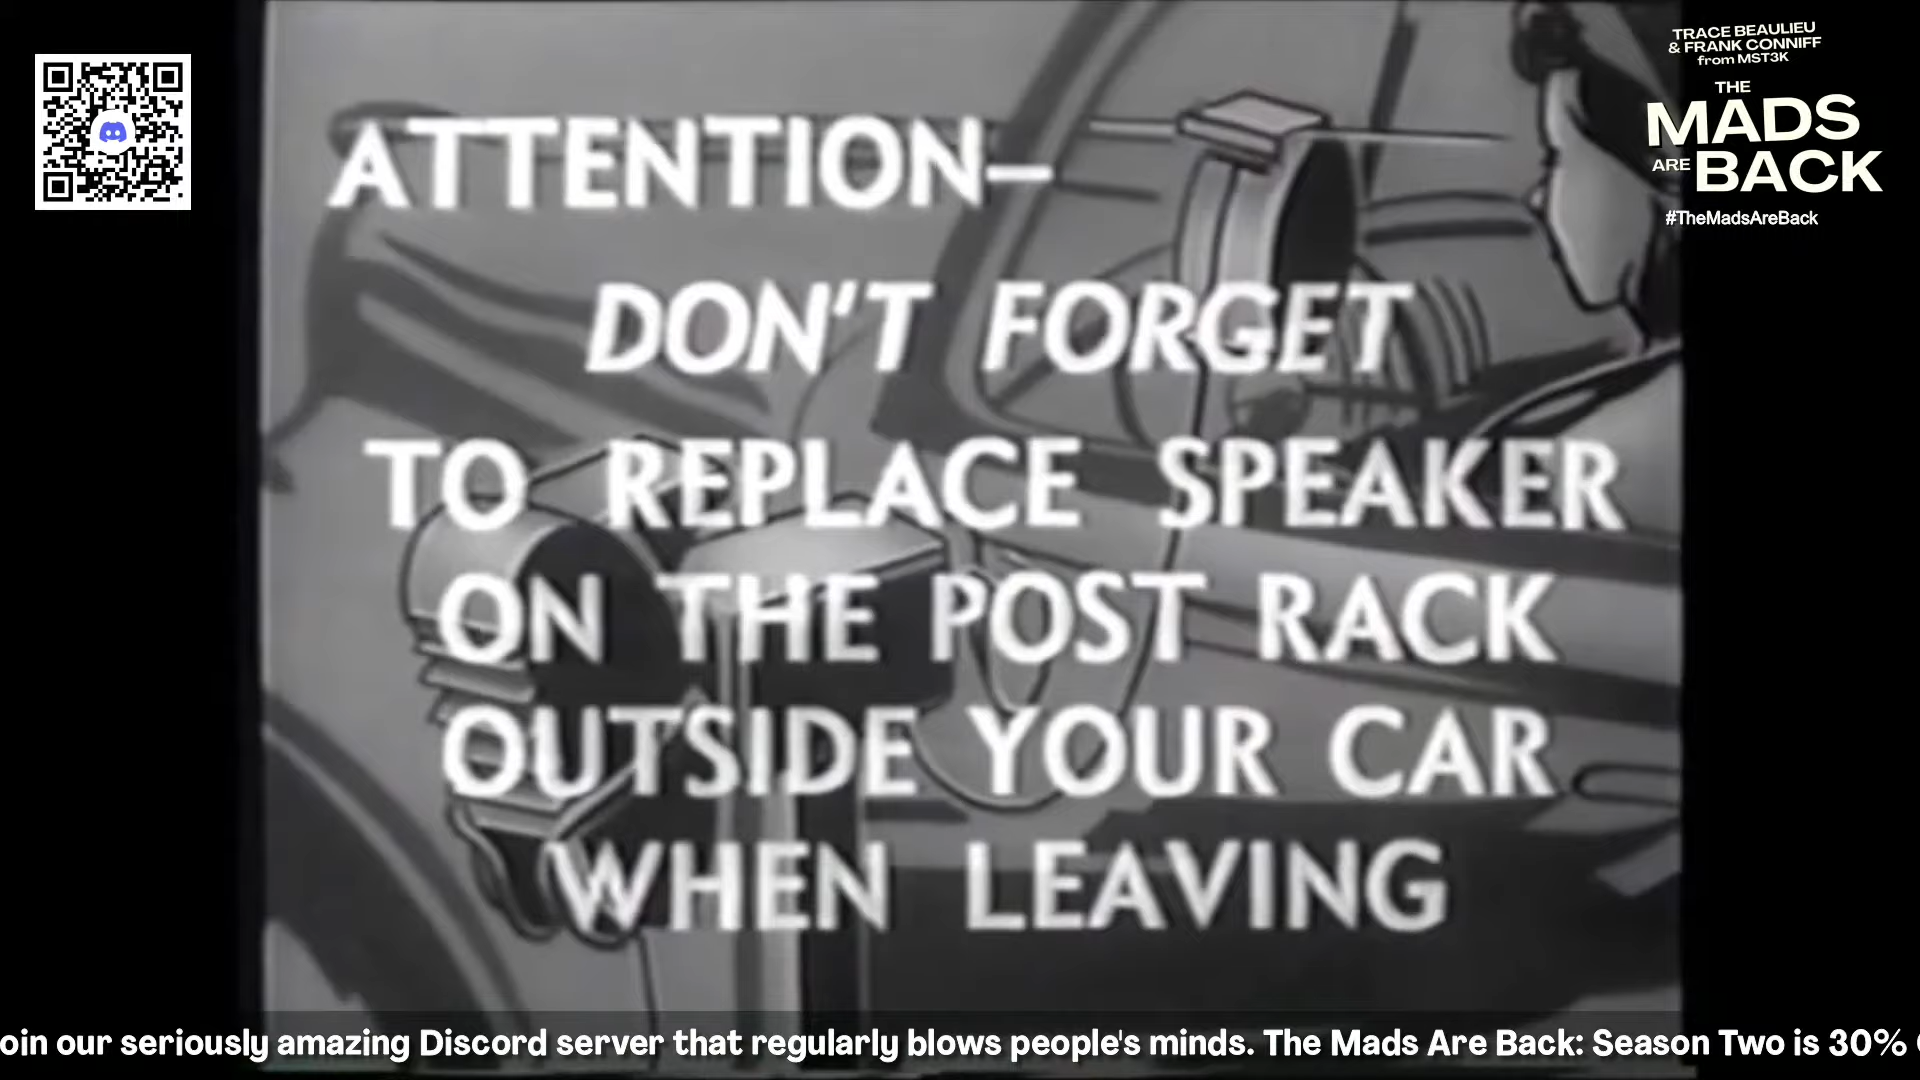 TRACE BEAULIEU
& FRANK CONNIFF
from MST3K
THE
MADS
ARE BACK
#TheMadsAreBack
ATTENTION—
DON'T FORGET
TO REPLACE SPEAKER
ON THE POST RACK
OUTSIDE YOUR CAR
WHEN LEAVING
oin our seriously amazing Discord server that regularly blows people's minds. The Mads Are Back: Season Two is 30%